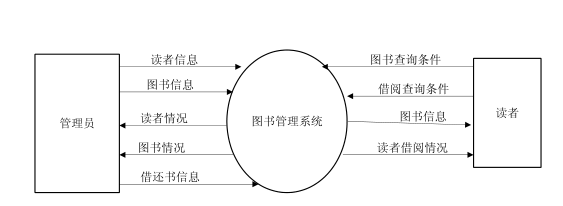 读者信息
图书信息
读者情况
图书情况
借还书信息
管理员
图书管理系统
图书查询条件
借阅查询条件
图书信息
读者借阅情况
读者